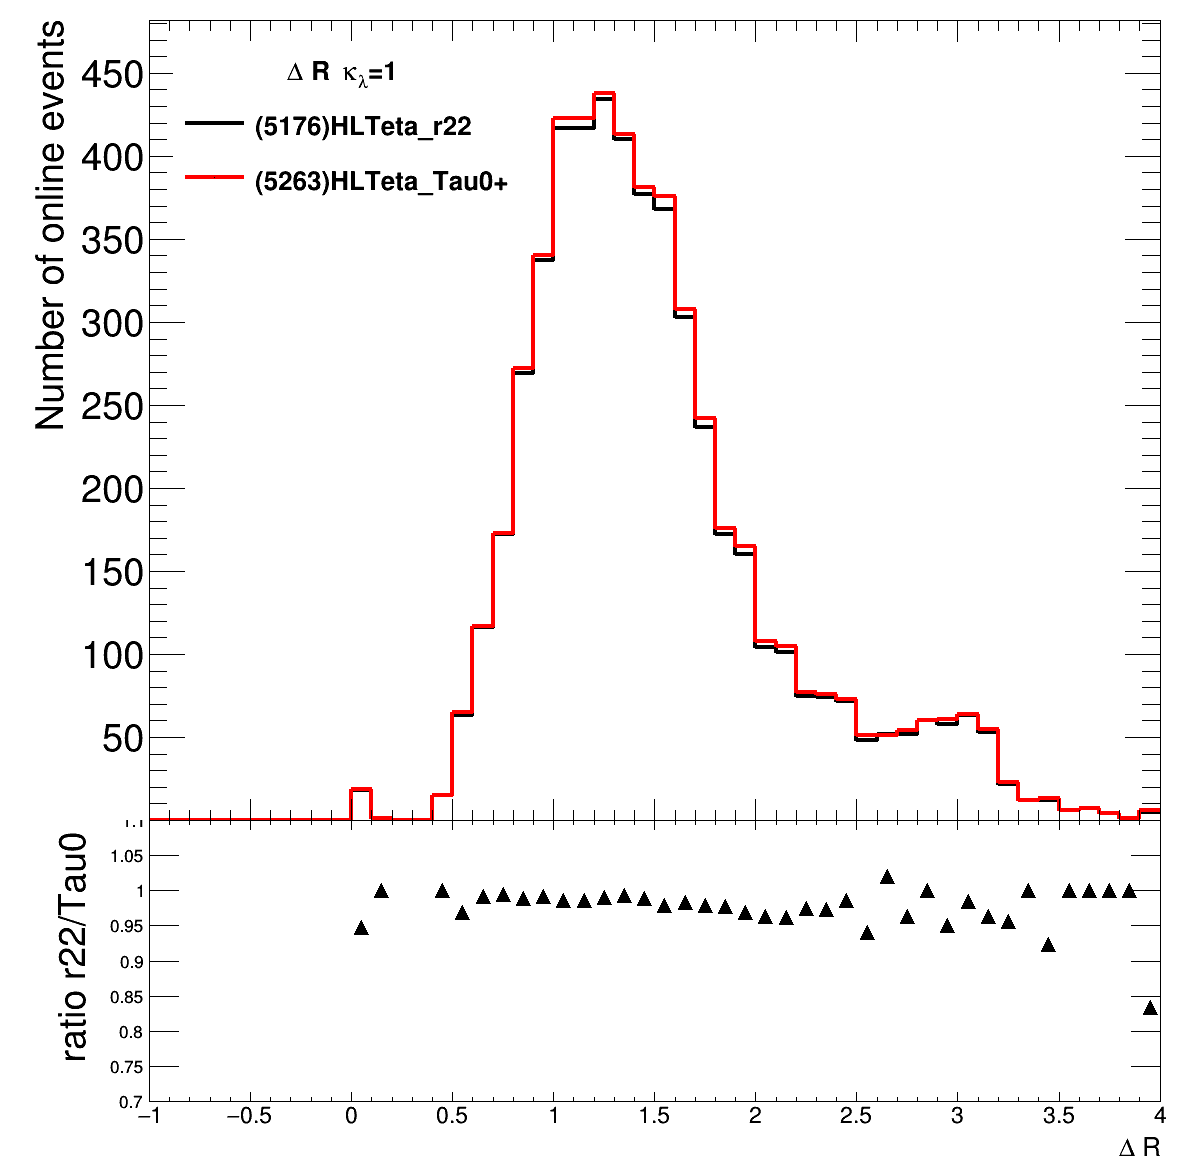 Number of online events
450
400
350
300
250
200
150
100
50
Δ R κλ=1
(5176)HLTeta_r22
(5263)HLTeta_Tau0+
ratio r22/Tau0
1.1
1.05
1
0.95
0.9
0.85
0.8
0.75
0.7
−1 −0.5 0 0.5 1 1.5 2 2.5 3 3.5 4
Δ R